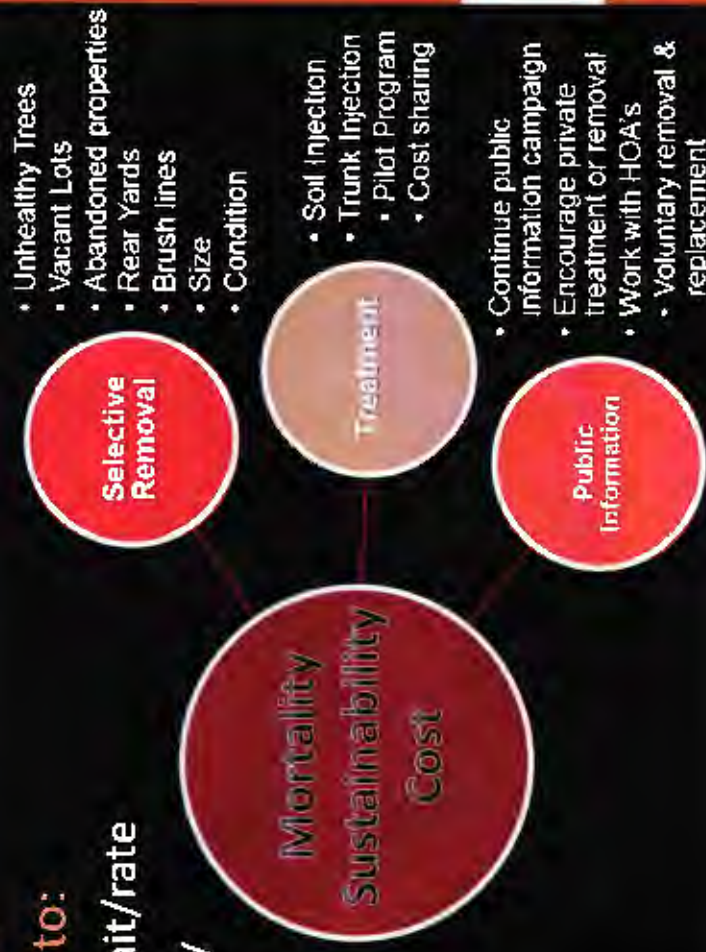 to:
Mortality
Sustainability
Cost
Selective
Removal
• Unhealthy Trees
• Vacant Lots
• Abandoned properties
• Rear Yards
• Brush lines
• Size
• Condition
Treatment
• Soil Injection
• Trunk Injection
• Pilot Program
• Cost sharing
Public
Information
• Continue public
information campaign
• Encourage private
treatment or removal
• Work with HOA's
• Voluntary removal &
replacement